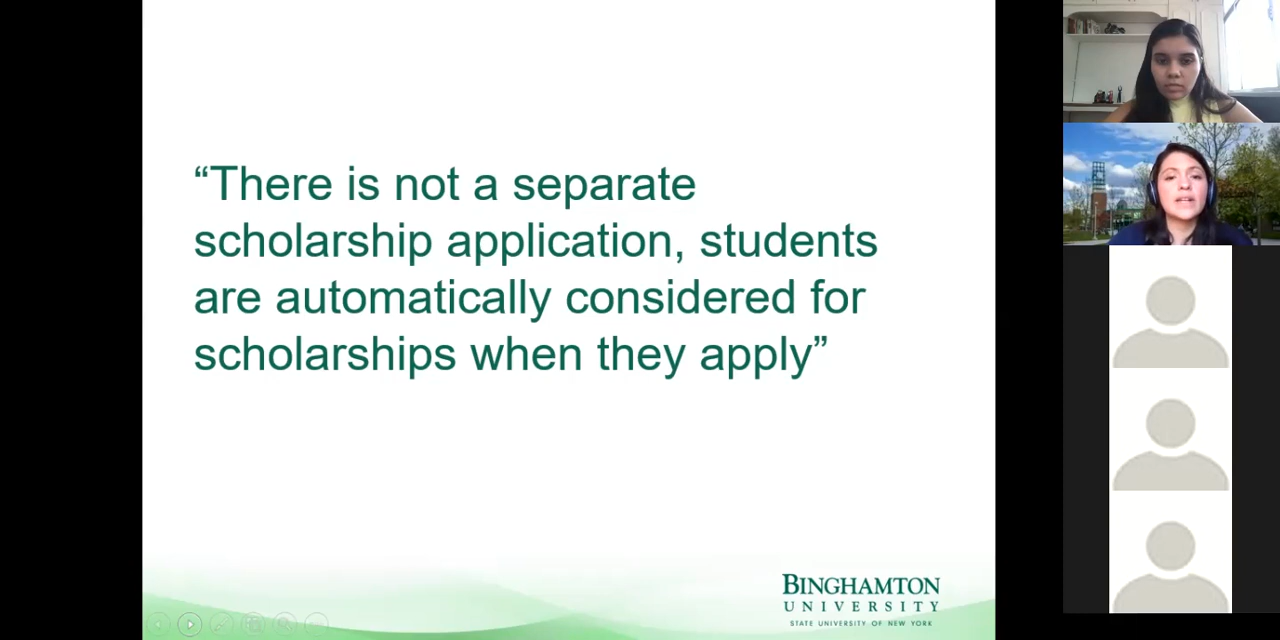 “There is not a separate
scholarship application, students
are automatically considered for
scholarships when they apply”
BINGHAMTON
UNIVERSITY
STATE UNIVERSITY OF NEW YORK